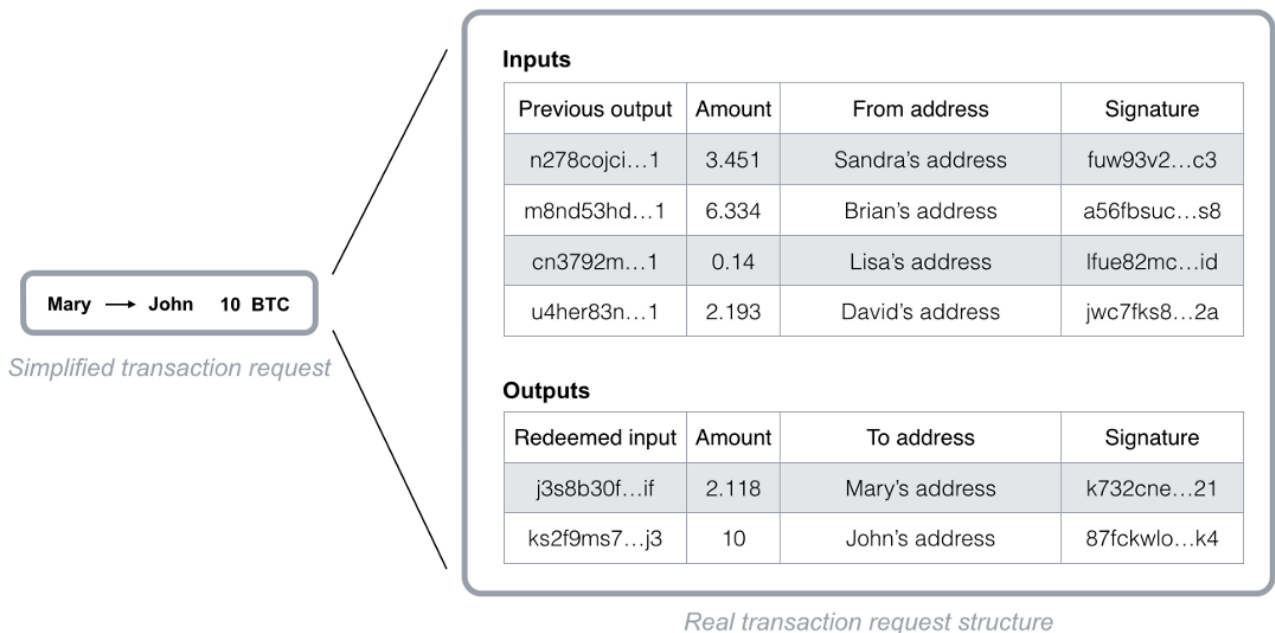 Inputs
Previous output Amount From address Signature
n278cojci…1 3.451 Sandra's address fuw93v2…c3
m8nd53hd…1 6.334 Brian's address a56fbsuc…s8
cn3792m…1 0.14 Lisa's address lfue82mc…id
u4her83n…1 2.193 David's address jwc7fks8…2a
Mary → John 10 BTC
Simplified transaction request
Outputs
Redeemed input Amount To address Signature
j3s8b30f…if 2.118 Mary's address k732cne…21
ks2f9ms7…j3 10 John's address 87fckwlo…k4
Real transaction request structure